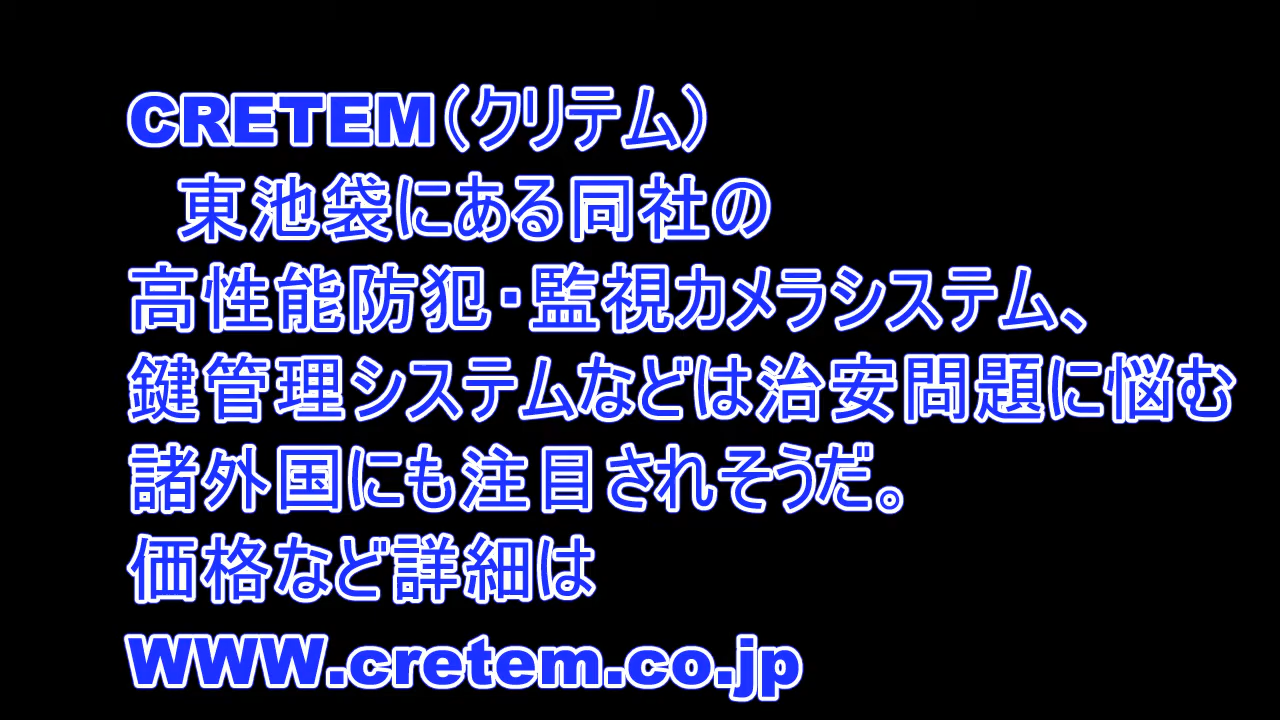 CRETEM（クリテム）
東池袋にある同社の
高性能防犯・監視カメラシステム、
鍵管理システムなどは治安問題に悩む
諸外国にも注目されそうだ。
価格など詳細は
WWW.cretem.co.jp